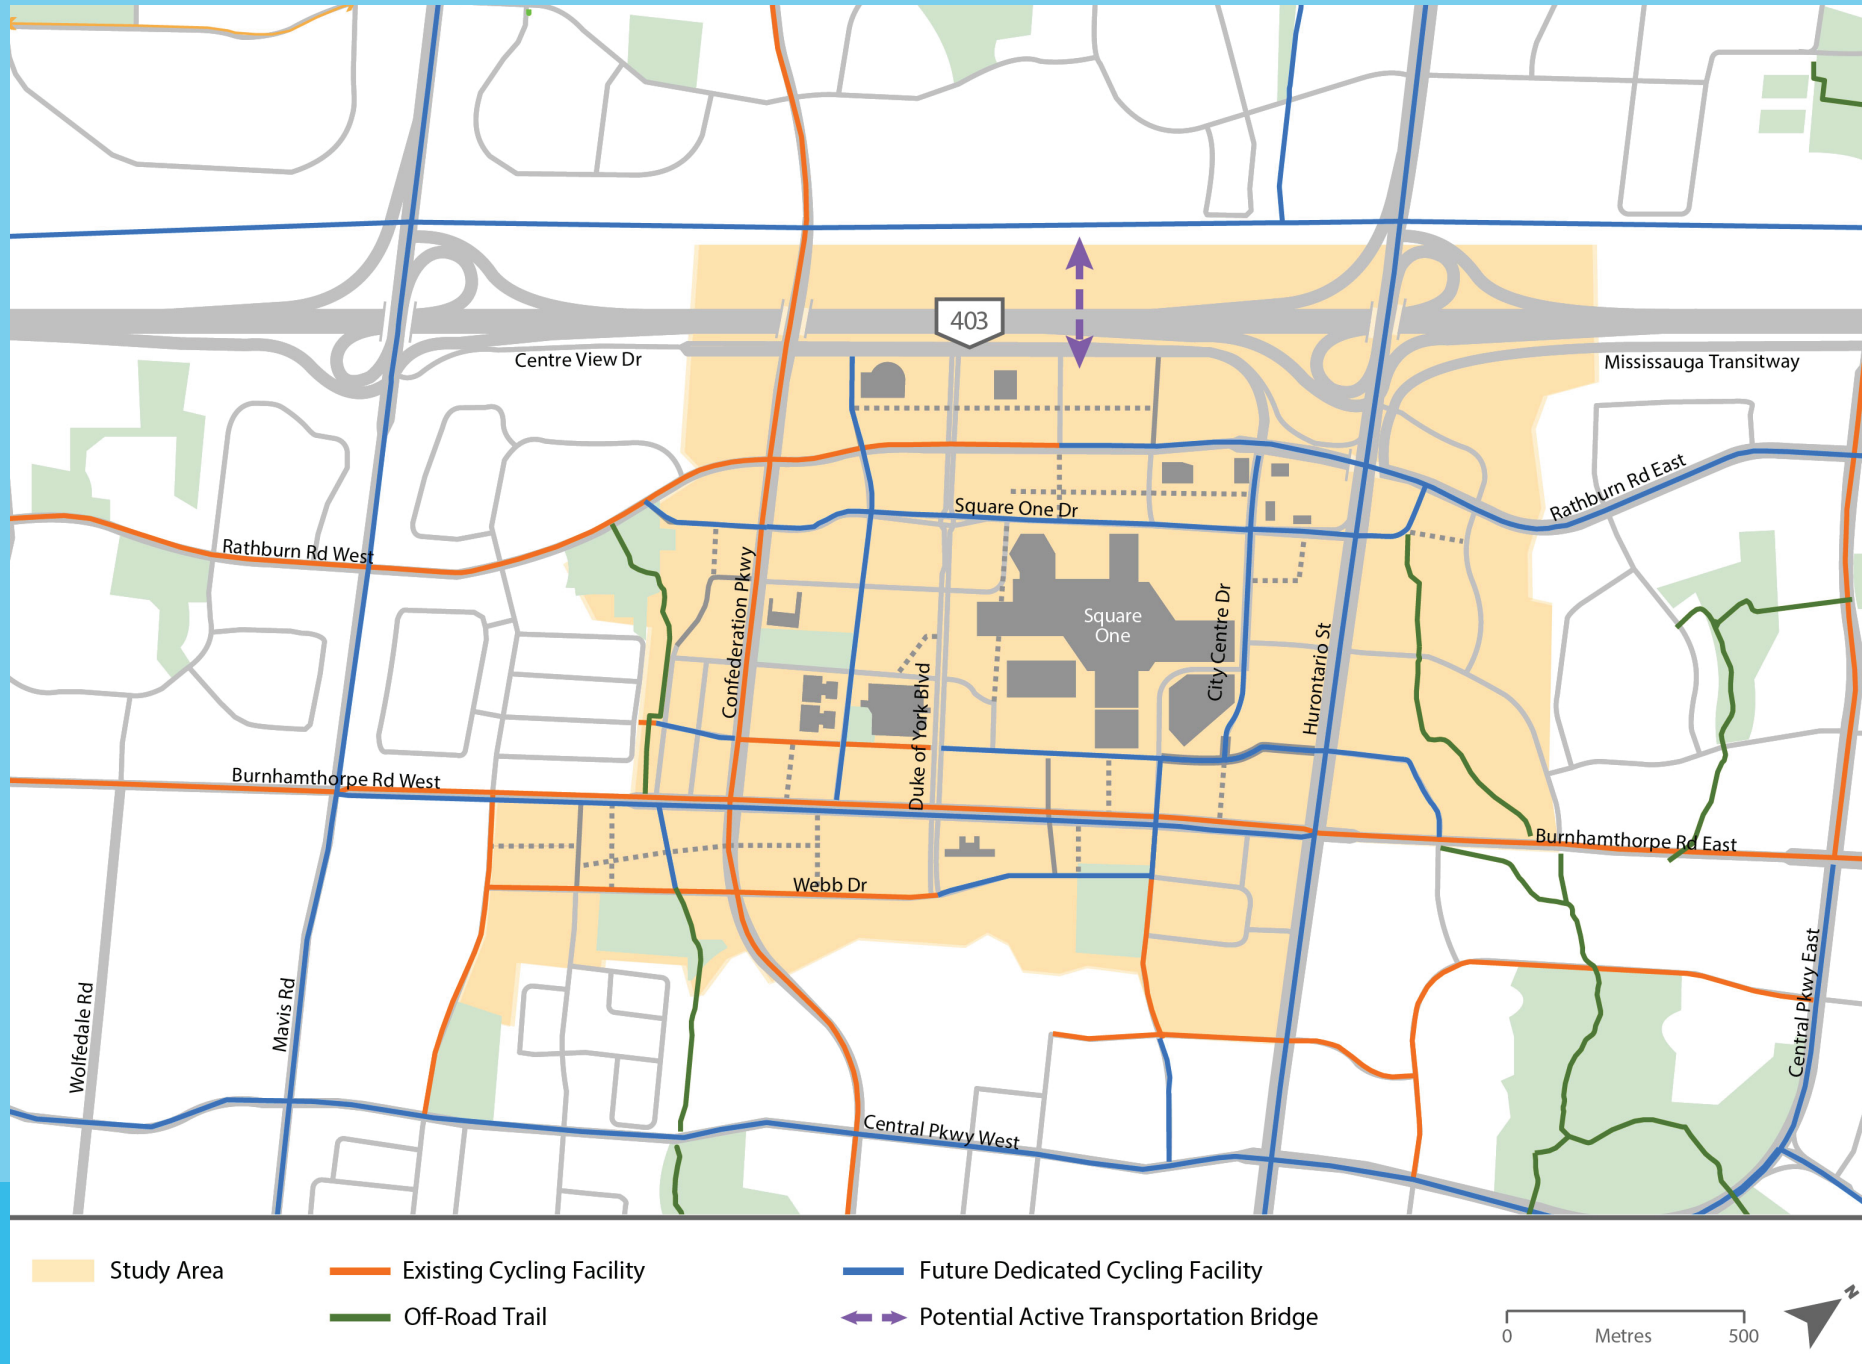 403
Centre View Dr
Mississauga Transitway
Rathburn Rd East
Square One Dr
Rathburn Rd West
Confederation Pkwy
Square
One
City Centre Dr
Hurontario St
Duke of York Blvd
Burnhamthorpe Rd West
Burnhamthorpe Rd East
Webb Dr
Wolfedale Rd
Mavis Rd
Central Pkwy East
Central Pkwy West
Study Area
Existing Cycling Facility
Future Dedicated Cycling Facility
Off-Road Trail
Potential Active Transportation Bridge
0 Metres 500
N